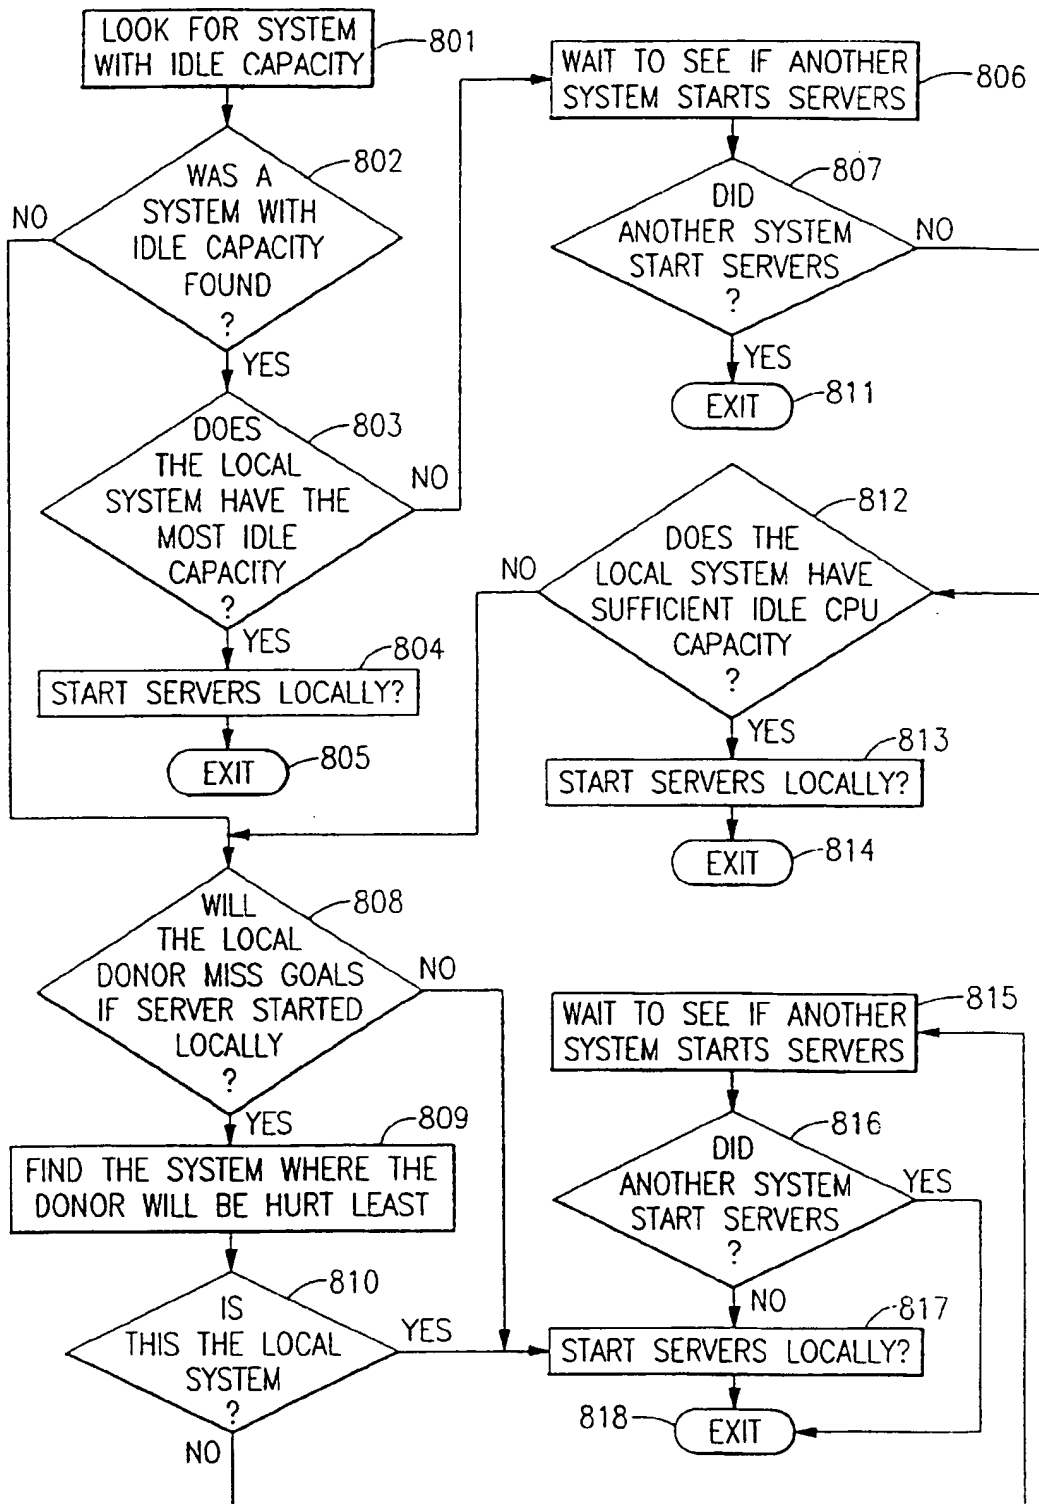 LOOK FOR SYSTEM
WITH IDLE CAPACITY
801
WAS A
SYSTEM WITH
IDLE CAPACITY
FOUND
?
802
NO
YES
DOES
THE LOCAL
SYSTEM HAVE THE
MOST IDLE
CAPACITY
?
803
NO
YES
START SERVERS LOCALLY?
804
EXIT
805
WAIT TO SEE IF ANOTHER
SYSTEM STARTS SERVERS
806
DID
ANOTHER SYSTEM
START SERVERS
?
807
NO
YES
EXIT
811
DOES THE
LOCAL SYSTEM HAVE
SUFFICIENT IDLE CPU
CAPACITY
?
812
NO
YES
START SERVERS LOCALLY?
813
EXIT
814
WILL
THE LOCAL
DONOR MISS GOALS
IF SERVER STARTED
LOCALLY
?
808
NO
YES
FIND THE SYSTEM WHERE THE
DONOR WILL BE HURT LEAST
809
IS
THIS THE LOCAL
SYSTEM
?
810
YES
NO
WAIT TO SEE IF ANOTHER
SYSTEM STARTS SERVERS
815
DID
ANOTHER SYSTEM
START SERVERS
?
816
YES
NO
START SERVERS LOCALLY?
817
EXIT
818